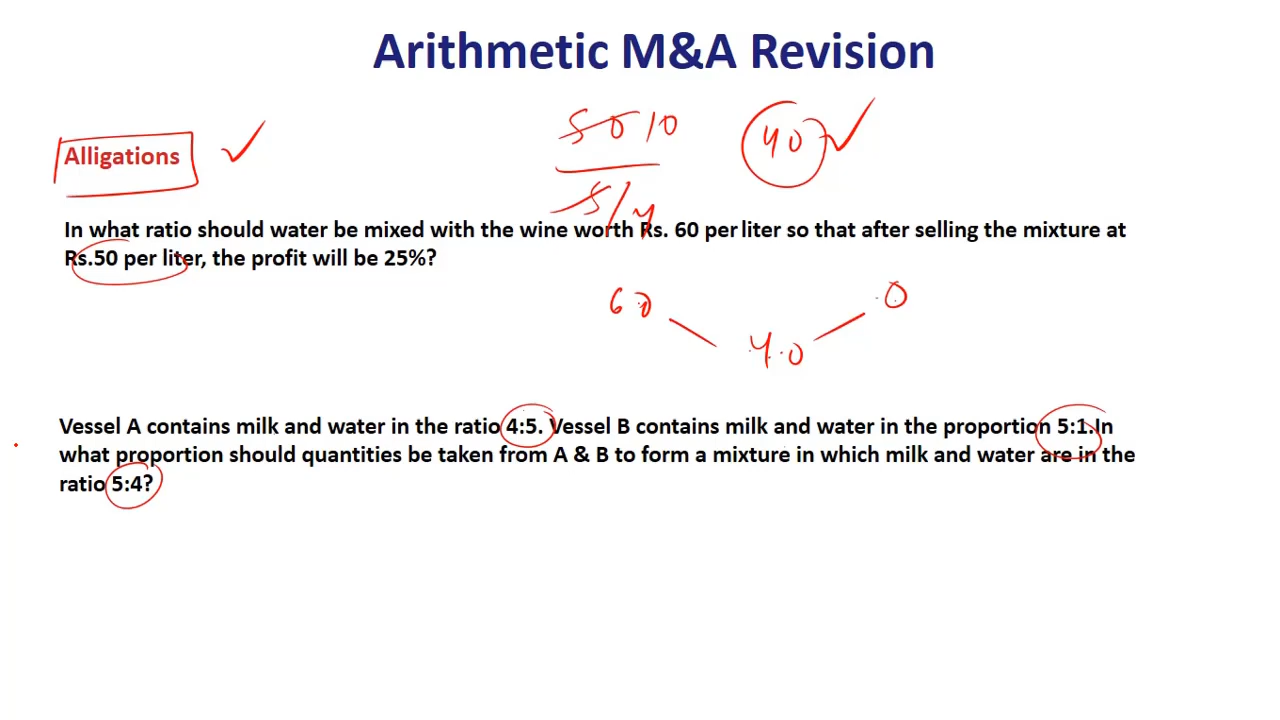 Arithmetic M&A Revision
50 10
40
Alligations
5/4
In what ratio should water be mixed with the wine worth Rs. 60 per liter so that after selling the mixture at
Rs.50 per liter, the profit will be 25%?
60
0
40
Vessel A contains milk and water in the ratio 4:5. Vessel B contains milk and water in the proportion 5:1.In
what proportion should quantities be taken from A & B to form a mixture in which milk and water are in the
ratio 5:4?